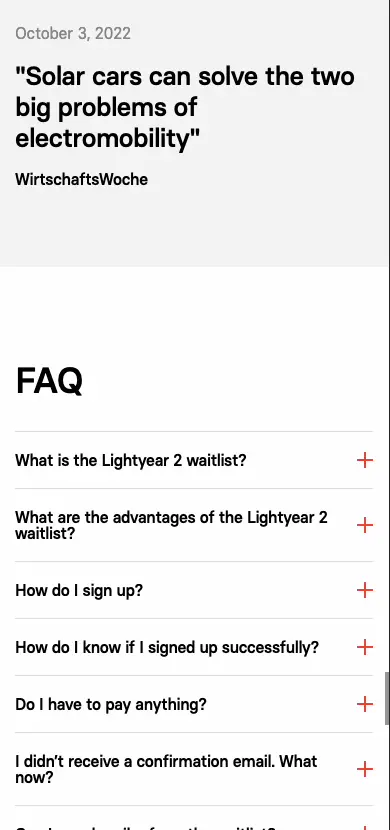 October 3, 2022
"Solar cars can solve the two
big problems of
electromobility"
WirtschaftsWoche
FAQ
What is the Lightyear 2 waitlist?
What are the advantages of the Lightyear 2
waitlist?
How do I sign up?
How do I know if I signed up successfully?
Do I have to pay anything?
I didn’t receive a confirmation email. What
now?